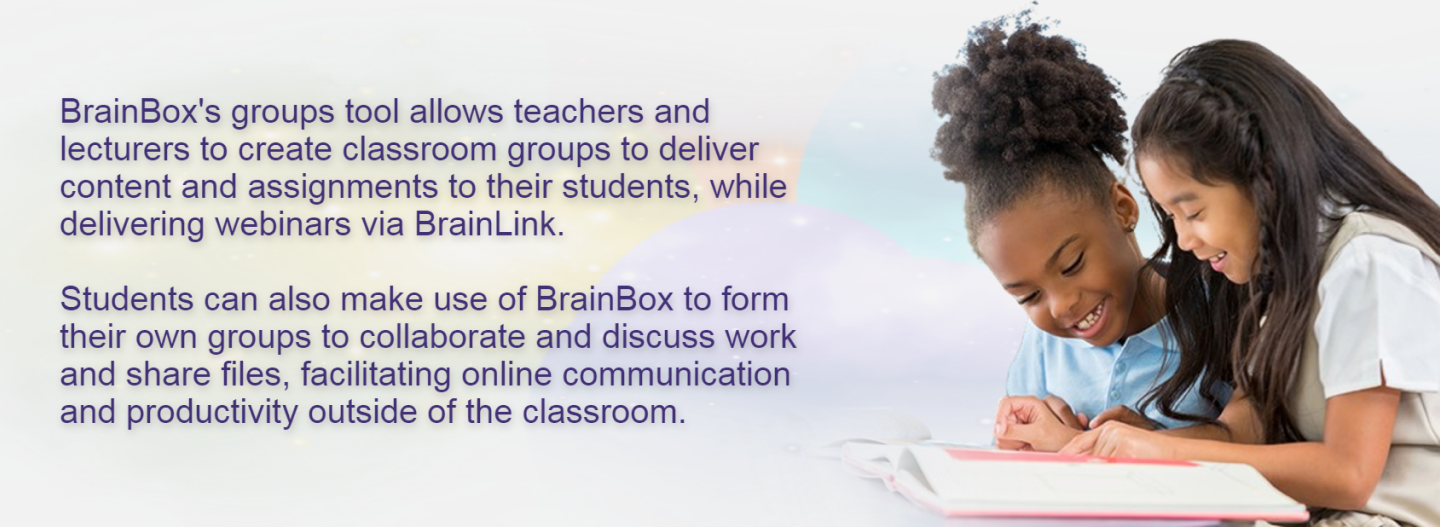 BrainBox's groups tool allows teachers and
lecturers to create classroom groups to deliver
content and assignments to their students, while
delivering webinars via BrainLink.
Students can also make use of BrainBox to form
their own groups to collaborate and discuss work
and share files, facilitating online communication
and productivity outside of the classroom.